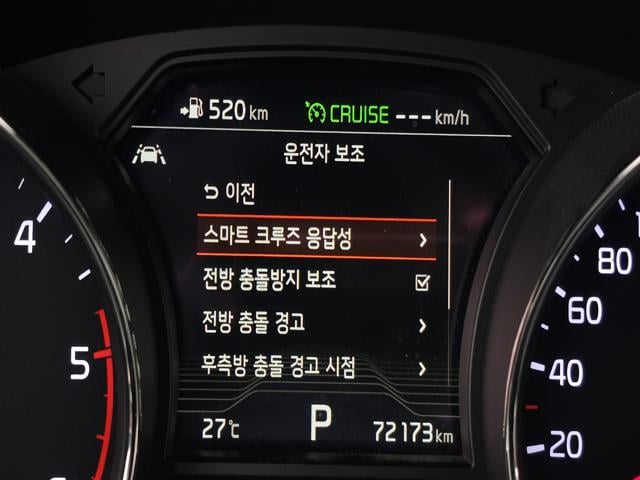 520 km CRUISE --- km/h
운전자 보조
이전
스마트 크루즈 응답성
전방 충돌방지 보조
전방 충돌 경고
후측방 충돌 경고 시점
27℃ P 72173 km
4
5
80
60
40
20